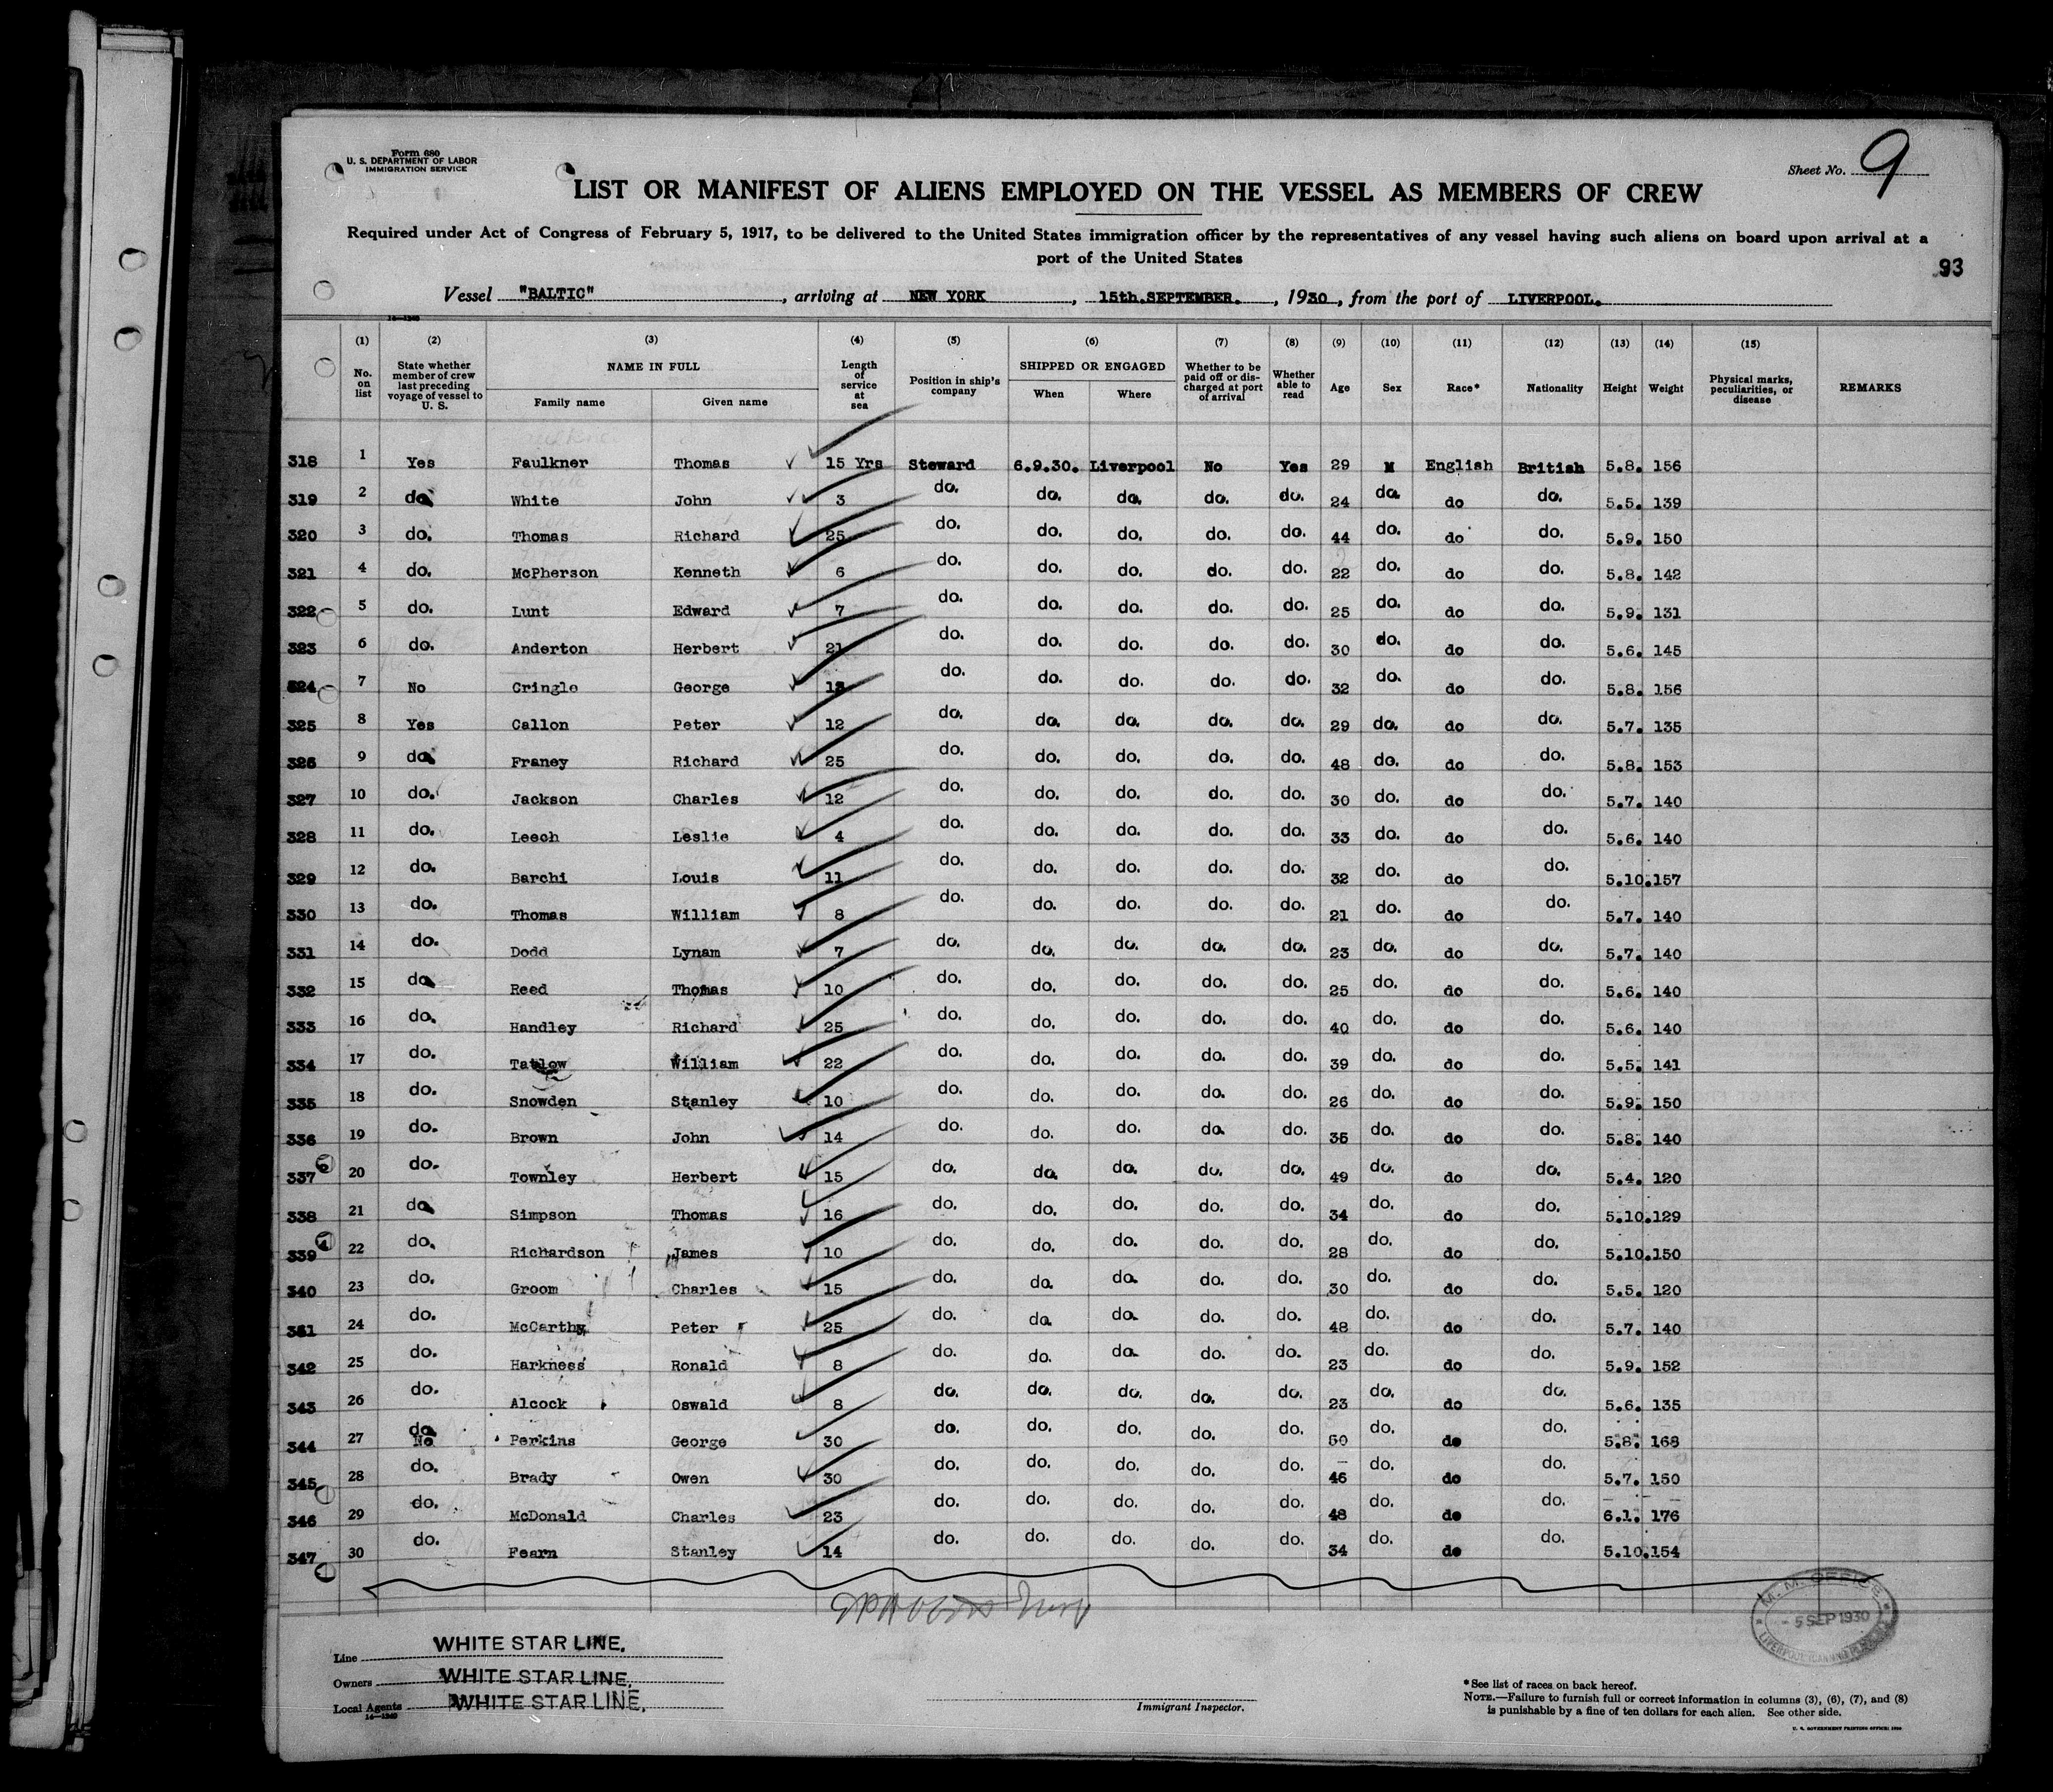 Form 680
U. S. DEPARTMENT OF LABOR
IMMIGRATION SERVICE
Sheet No. 9
LIST OR MANIFEST OF ALIENS EMPLOYED ON THE VESSEL AS MEMBERS OF CREW
Required under Act of Congress of February 5, 1917, to be delivered to the United States immigration officer by the representatives of any vessel having such aliens on board upon arrival at a
port of the United States
93
Vessel "BALTIC", arriving at NEW YORK, 15th.SEPTEMBER., 1930, from the port of LIVERPOOL.
(1) (2) (3) (4) (5) (6) (7) (8) (9) (10) (11) (12) (13) (14) (15)
No. on list State whether member of crew last preceding voyage of vessel to U. S. NAME IN FULL Family name Given name Length of service at sea Position in ship's company SHIPPED OR ENGAGED When Where Whether to be paid off or discharged at port of arrival Whether able to read Age Sex Race* Nationality Height Weight Physical marks, peculiarities, or disease REMARKS
318 1 Yes Faulkner Thomas 15 Yrs Steward 6.9.30. Liverpool No Yes 29 M English British 5.8. 156
319 2 do. White John 3 do. do. do. do. do. 24 do. do do. 5.5. 139
320 3 do. Thomas Richard 25 do. do. do. do. do. 44 do. do do. 5.9. 150
321 4 do. McPherson Kenneth 6 do. do. do. do. do. 22 do. do do. 5.8. 142
322 5 do. Lunt Edward 7 do. do. do. do. do. 25 do. do do. 5.9. 131
323 6 do. Anderton Herbert 21 do. do. do. do. do. 30 do. do do. 5.6. 145
324 7 No Cringle George do. do. do. do. do. 32 do. do do. 5.8. 156
325 8 Yes Callon Peter 12 do. do. do. do. do. 29 do. do do. 5.7. 135
326 9 do. Franey Richard 25 do. do. do. do. do. 48 do. do do. 5.8. 153
327 10 do. Jackson Charles 12 do. do. do. do. do. 30 do. do do. 5.7. 140
328 11 do. Leech Leslie 4 do. do. do. do. do. 33 do. do do. 5.6. 140
329 12 do. Barchi Louis 11 do. do. do. do. do. 32 do. do do. 5.10. 157
330 13 do. Thomas William 8 do. do. do. do. do. 21 do. do do. 5.7. 140
331 14 do. Dodd Lynam 7 do. do. do. do. do. 23 do. do do. 5.7. 140
332 15 do. Reed Thomas 10 do. do. do. do. do. 25 do. do do. 5.6. 140
333 16 do. Handley Richard 25 do. do. do. do. do. 40 do. do do. 5.6. 140
334 17 do. Tatlow William 22 do. do. do. do. do. 39 do. do do. 5.5. 141
335 18 do. Snowden Stanley 10 do. do. do. do. do. 26 do. do do. 5.9. 150
336 19 do. Brown John 14 do. do. do. do. do. 36 do. do do. 5.8. 140
337 20 do. Townley Herbert 15 do. do. do. do. do. 49 do. do do. 5.4. 120
338 21 do. Simpson Thomas 16 do. do. do. do. do. 34 do. do do. 5.10. 129
339 22 do. Richardson James 10 do. do. do. do. do. 28 do. do do. 5.10. 150
340 23 do. Groom Charles 15 do. do. do. do. do. 30 do. do do. 5.5. 120
341 24 do. McCarthy Peter 25 do. do. do. do. do. 48 do. do do. 5.7. 140
342 25 do. Harkness Ronald 8 do. do. do. do. do. 23 do. do do. 5.9. 152
343 26 do. Alcock Oswald 8 do. do. do. do. do. 23 do. do do. 5.6. 135
344 27 do. No Perkins George 30 do. do. do. do. do. 50 do. do do. 5.8. 168
345 28 do. Brady Owen 30 do. do. do. do. do. 46 do. do do. 5.7. 150
346 29 do. McDonald Charles 23 do. do. do. do. do. 48 do. do do. 6.1. 176
347 30 do. Fearn Stanley 14 do. do. do. do. do. 34 do. do do. 5.10. 154
M. M. OFFICE
- 5 SEP 1930
Line WHITE STAR LINE.
Owners WHITE STAR LINE.
Local Agents WHITE STAR LINE.
Immigrant Inspector.
*See list of races on back hereof.
NOTE.—Failure to furnish full or correct information in columns (3), (6), (7), and (8)
is punishable by a fine of ten dollars for each alien. See other side.